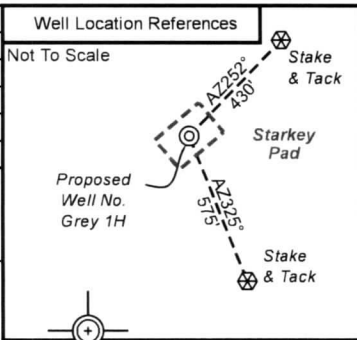 Well Location References
Not To Scale
Stake
& Tack
AZ252°
430'
Starkey
Pad
Proposed
Well No.
Grey 1H
AZ325°
575'
Stake
& Tack